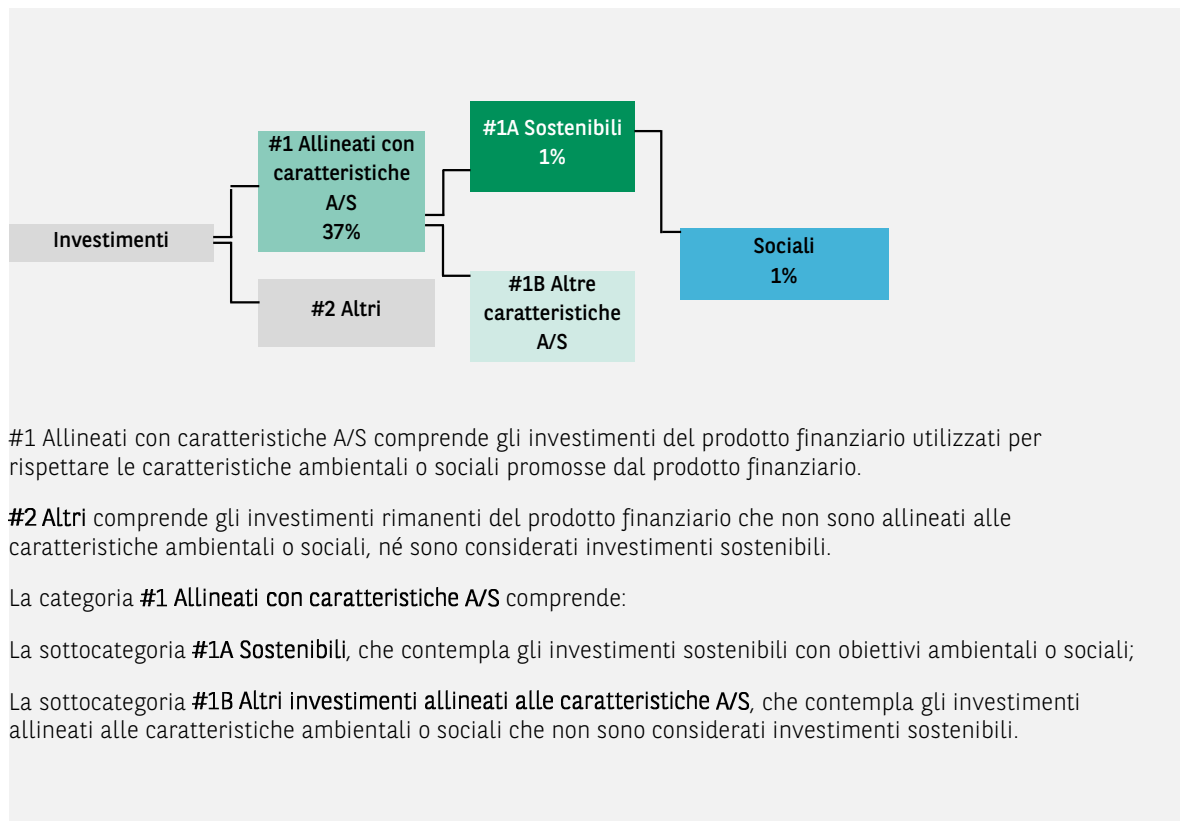 #1A Sostenibili
1%
#1 Allineati con
caratteristiche
A/S
37%
Investimenti
Sociali
1%
#2 Altri
#1B Altre
caratteristiche
A/S
#1 Allineati con caratteristiche A/S comprende gli investimenti del prodotto finanziario utilizzati per
rispettare le caratteristiche ambientali o sociali promosse dal prodotto finanziario.
#2 Altri comprende gli investimenti rimanenti del prodotto finanziario che non sono allineati alle
caratteristiche ambientali o sociali, né sono considerati investimenti sostenibili.
La categoria #1 Allineati con caratteristiche A/S comprende:
La sottocategoria #1A Sostenibili, che contempla gli investimenti sostenibili con obiettivi ambientali o sociali;
La sottocategoria #1B Altri investimenti allineati alle caratteristiche A/S, che contempla gli investimenti
allineati alle caratteristiche ambientali o sociali che non sono considerati investimenti sostenibili.